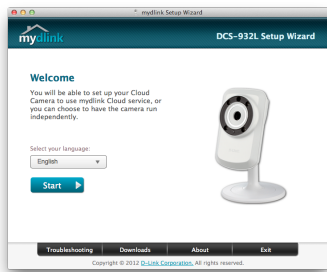 mydlink Setup Wizard
mydlink
DCS-932L Setup Wizard
Welcome
You will be able to set up your Cloud
Camera to use mydlink Cloud service, or
you can choose to have the camera run
independently.
Select your language:
English
Start
Troubleshooting
Downloads
About
Exit
Copyright © 2012 D-Link Corporation, All rights reserved.